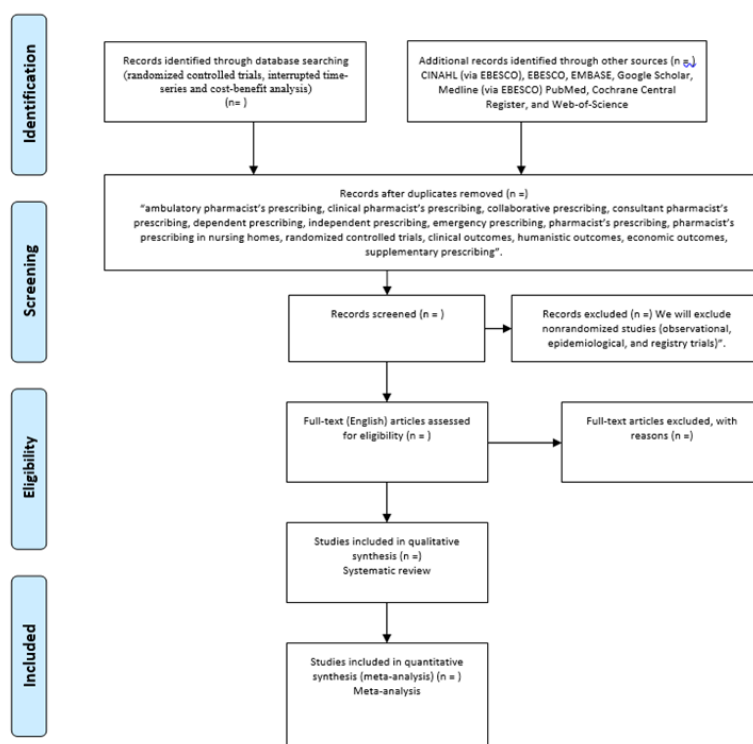 Identification
Records identified through database searching
(randomized controlled trials, interrupted time-
series and cost-benefit analysis)
(n= )
Additional records identified through other sources (n = )
CINAHL (via EBESCO), EBESCO, EMBASE, Google Scholar,
Medline (via EBESCO) PubMed, Cochrane Central
Register, and Web-of-Science
Screening
Records after duplicates removed (n =)
“ambulatory pharmacist’s prescribing, clinical pharmacist’s prescribing, collaborative prescribing, consultant pharmacist’s
prescribing, dependent prescribing, independent prescribing, emergency prescribing, pharmacist’s prescribing, pharmacist’s
prescribing in nursing homes, randomized controlled trials, clinical outcomes, humanistic outcomes, economic outcomes,
supplementary prescribing”.
Records screened (n = )
Records excluded (n =) We will exclude
nonrandomized studies (observational,
epidemiological, and registry trials)”.
Eligibility
Full-text (English) articles assessed
for eligibility (n = )
Full-text articles excluded, with
reasons (n =)
Studies included in qualitative
synthesis (n =)
Systematic review
Included
Studies included in quantitative
synthesis (meta-analysis) (n = )
Meta-analysis